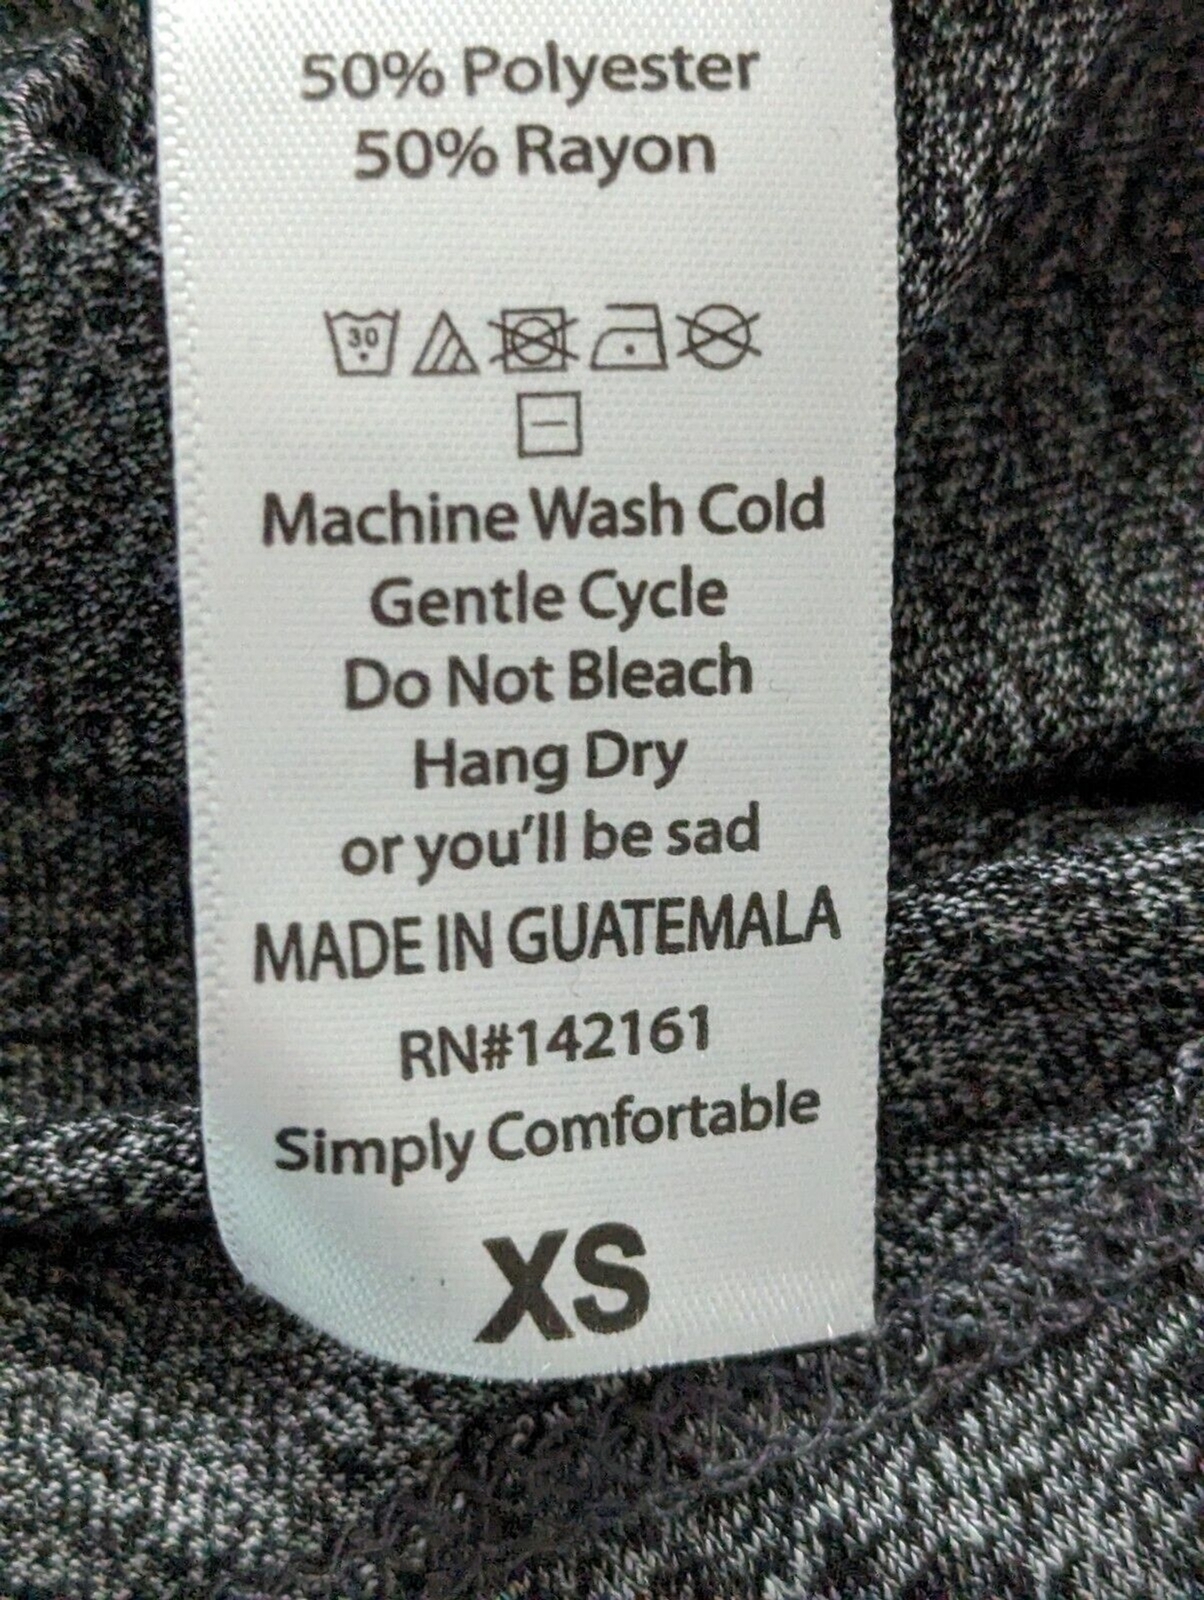 50% Polyester
50% Rayon
30
Machine Wash Cold
Gentle Cycle
Do Not Bleach
Hang Dry
or you'll be sad
MADE IN GUATEMALA
RN#142161
Simply Comfortable
XS